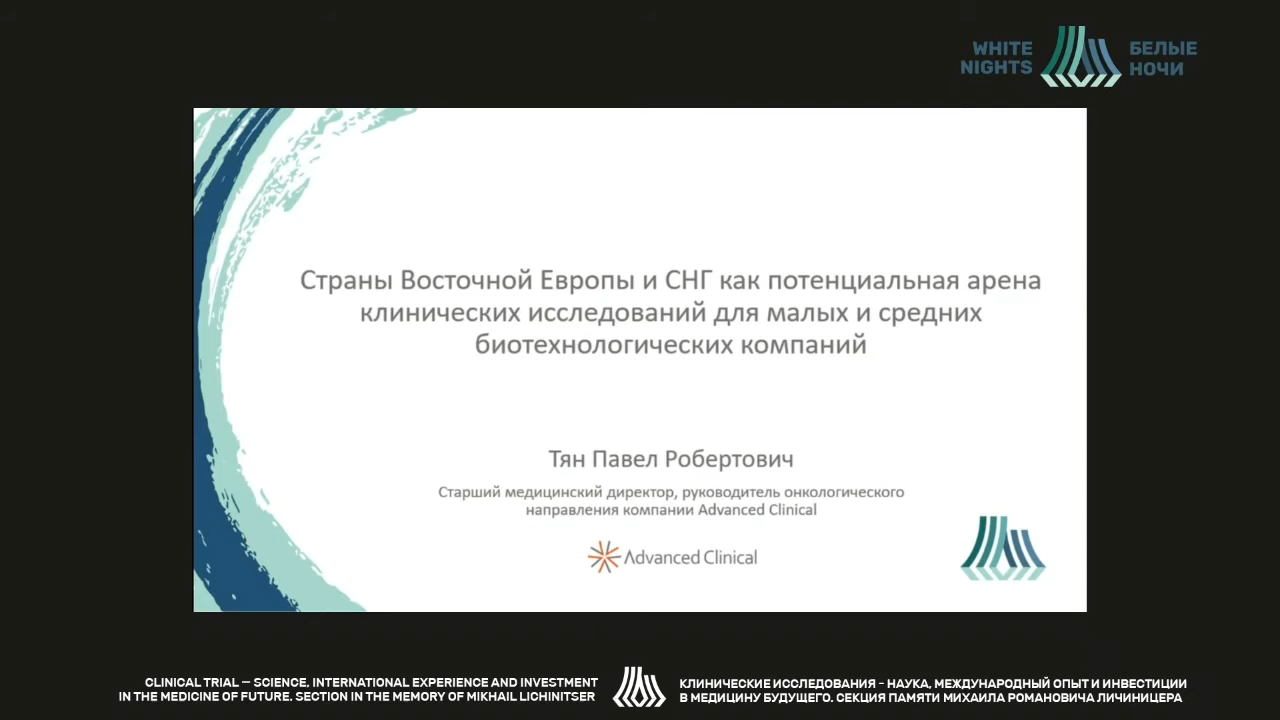 WHITE
NIGHTS
БЕЛЫЕ
НОЧИ
Страны Восточной Европы и СНГ как потенциальная арена
клинических исследований для малых и средних
биотехнологических компаний
Тян Павел Робертович
Старший медицинский директор, руководитель онкологического
направления компании Advanced Clinical
Advanced Clinical
CLINICAL TRIAL – SCIENCE, INTERNATIONAL EXPERIENCE AND INVESTMENT
IN THE MEDICINE OF FUTURE. SECTION IN THE MEMORY OF MIKHAIL LICHINITSER
КЛИНИЧЕСКИЕ ИССЛЕДОВАНИЯ - НАУКА, МЕЖДУНАРОДНЫЙ ОПЫТ И ИНВЕСТИЦИИ
В МЕДИЦИНУ БУДУЩЕГО. СЕКЦИЯ ПАМЯТИ МИХАИЛА РОМАНОВИЧА ЛИЧИНИЦЕРА